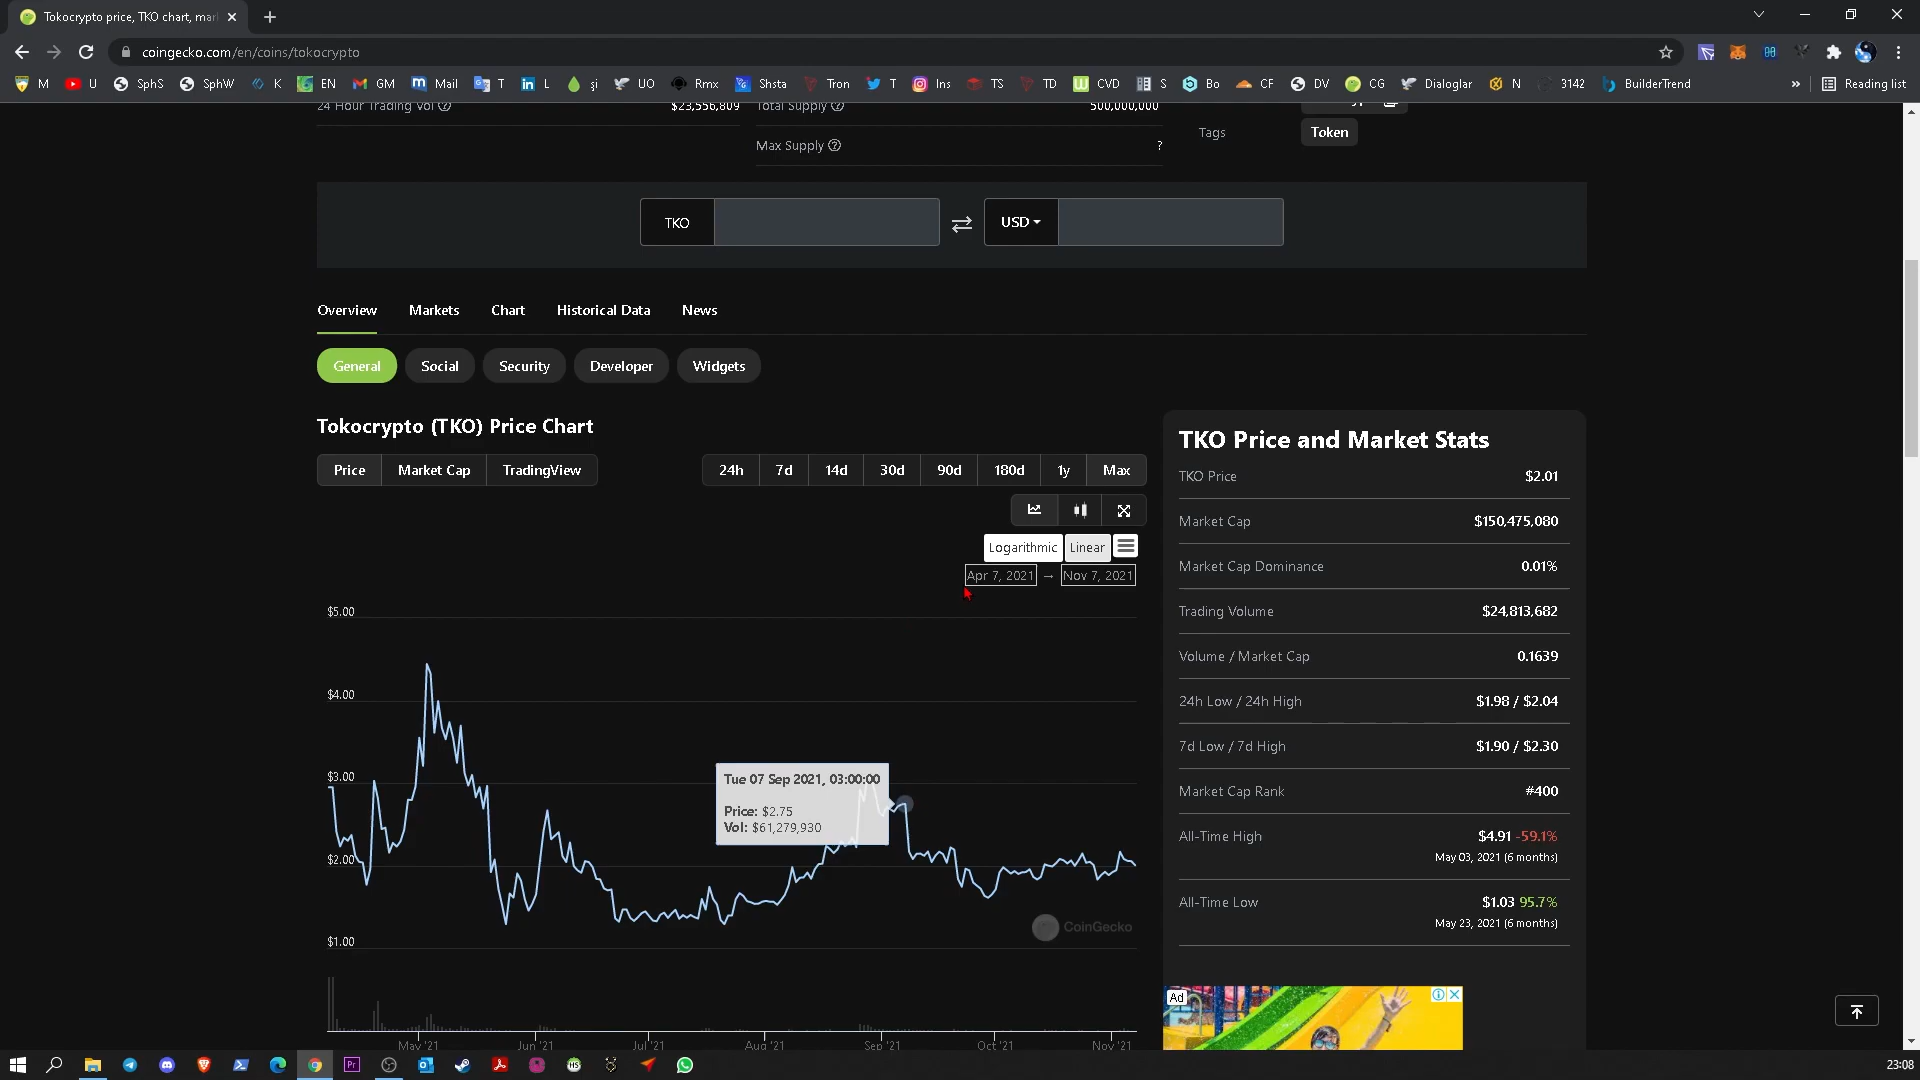 Tokocrypto price, TKO chart, mar
coingecko.com/en/coins/tokocrypto
M U SphS SphW K EN GM Mail T L şi UO Rmx Shsta Tron T Ins TS TD CVD S Bo CF DV CG Dialoglar N 3142 BuilderTrend » Reading list
24 Hour Trading Vol $23,556,809 Total Supply 500,000,000
Tags Token
Max Supply ?
TKO USD
Overview Markets Chart Historical Data News
General Social Security Developer Widgets
Tokocrypto (TKO) Price Chart
Price Market Cap TradingView 24h 7d 14d 30d 90d 180d 1y Max
Logarithmic Linear
Apr 7, 2021 → Nov 7, 2021
$5.00
$4.00
$3.00
$2.00
$1.00
Tue 07 Sep 2021, 03:00:00
Price: $2.75
Vol: $61,279,930
CoinGecko
May '21 Jun '21 Jul '21 Aug '21 Sep '21 Oct '21 Nov '21
TKO Price and Market Stats
TKO Price $2.01
Market Cap $150,475,080
Market Cap Dominance 0.01%
Trading Volume $24,813,682
Volume / Market Cap 0.1639
24h Low / 24h High $1.98 / $2.04
7d Low / 7d High $1.90 / $2.30
Market Cap Rank #400
All-Time High $4.91 -59.1%
May 03, 2021 (6 months)
All-Time Low $1.03 95.7%
May 23, 2021 (6 months)
Ad
23:08